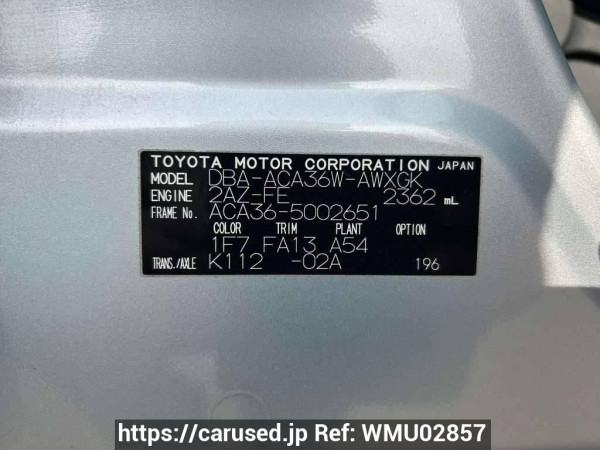 TOYOTA MOTOR CORPORATION JAPAN
MODEL DBA-ACA36W-AWXGK
ENGINE 2AZ-FE 2362 mL
FRAME No. ACA36-5002651
COLOR TRIM PLANT OPTION
1F7 FA13 A54
TRANS./AXLE K112 -02A 196
https://carused.jp Ref: WMU02857